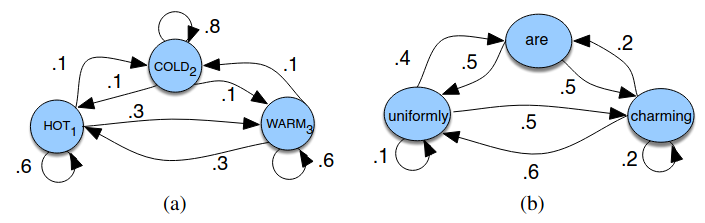 .8
COLD2
.1
.1
.1
.1
HOT1
.3
WARM3
.3
.6
.6
(a)
are
.4
.5
.2
.5
uniformly
.5
charming
.6
.1
.2
(b)